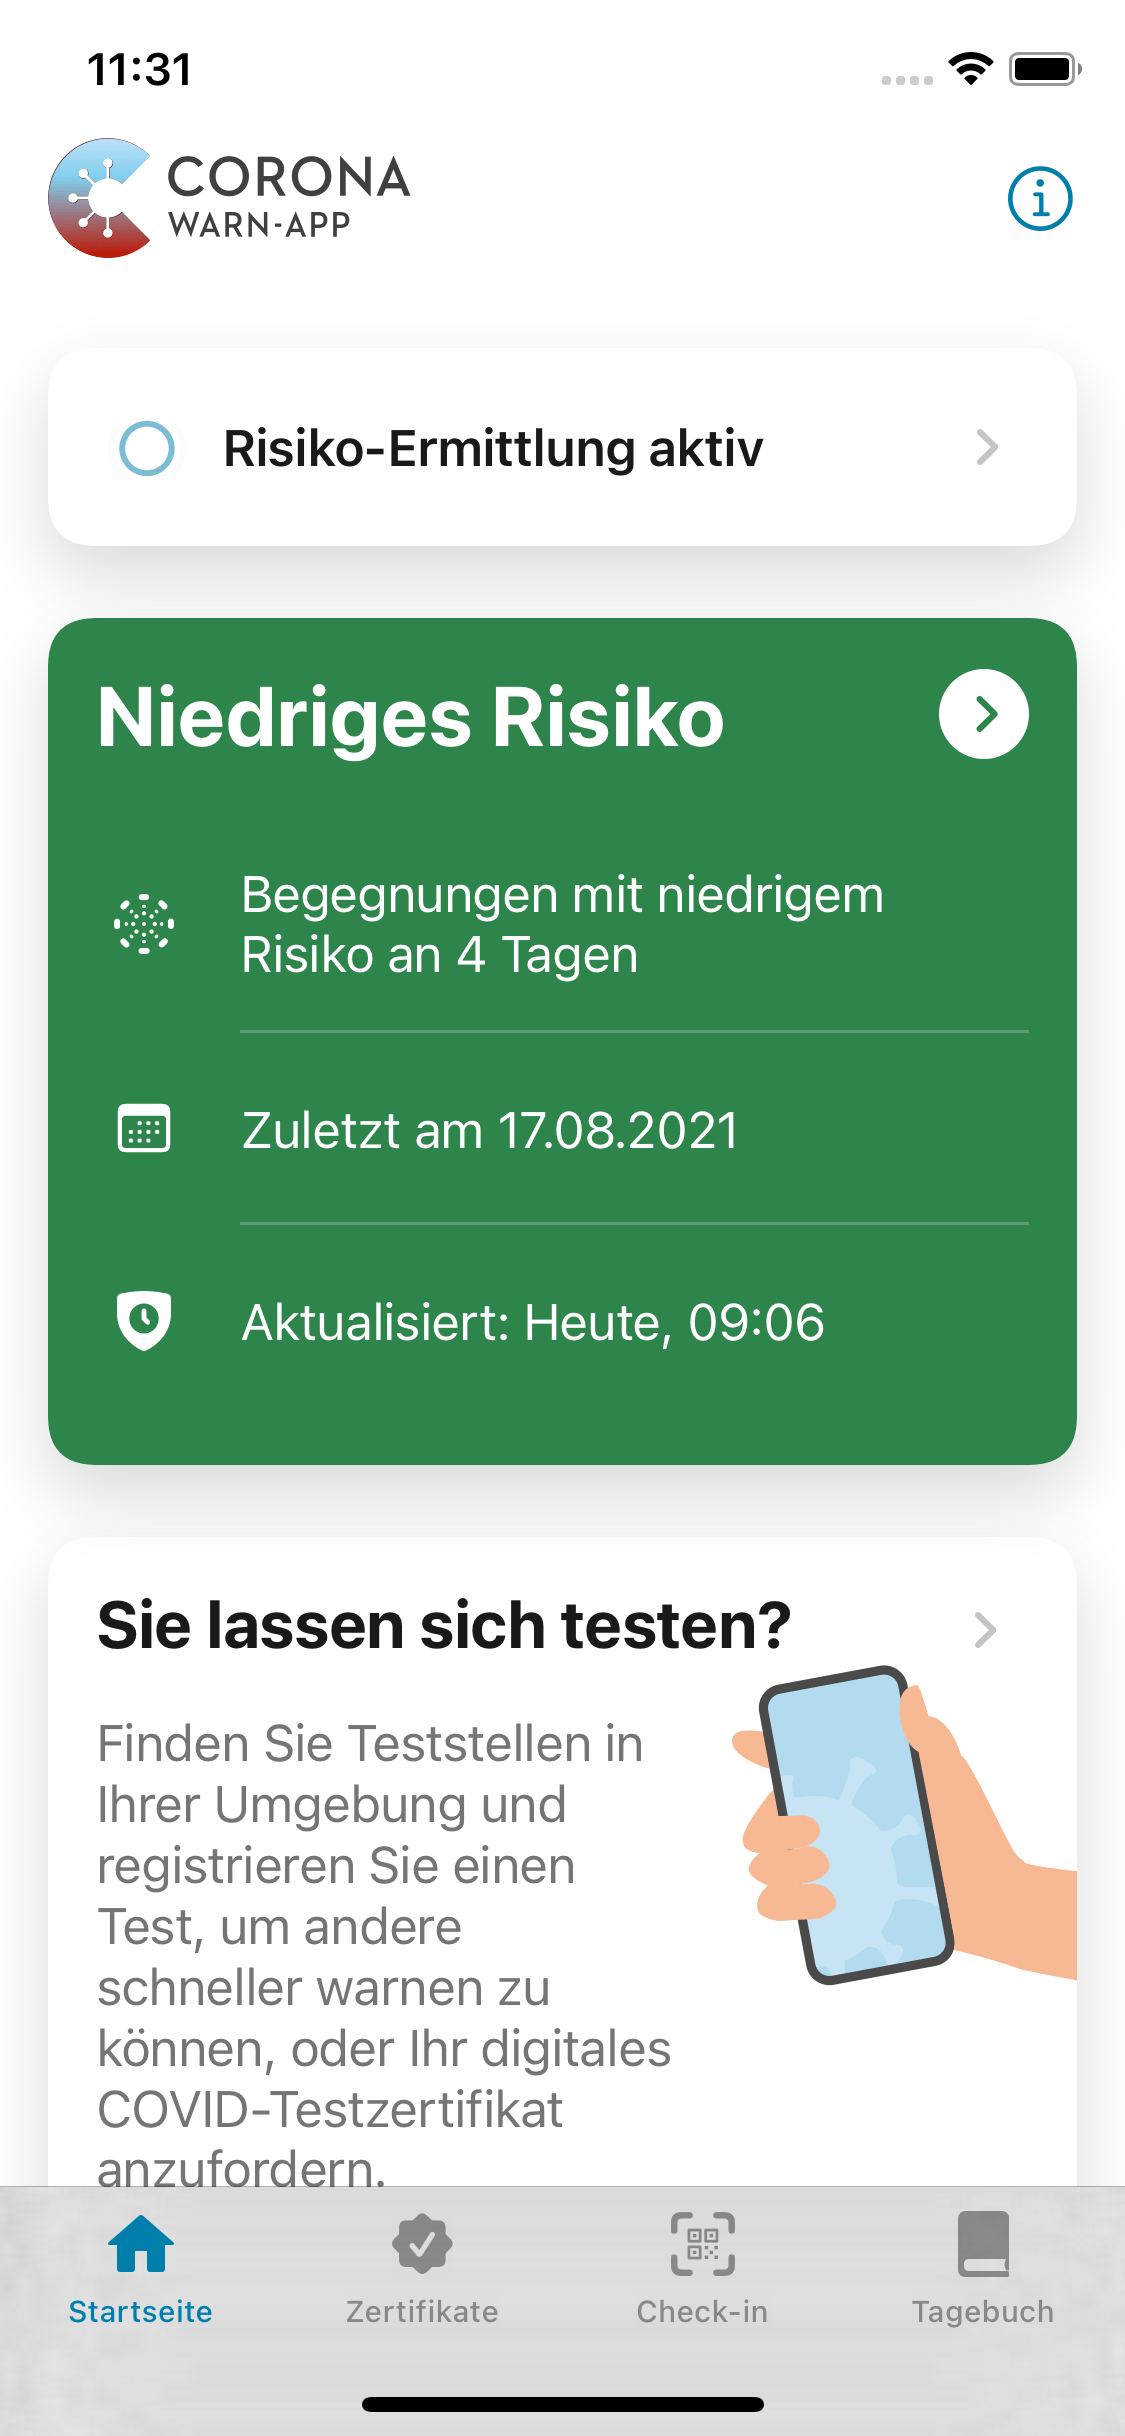 11:31
CORONA
WARN-APP
Risiko-Ermittlung aktiv
Niedriges Risiko
Begegnungen mit niedrigem
Risiko an 4 Tagen
Zuletzt am 17.08.2021
Aktualisiert: Heute, 09:06
Sie lassen sich testen?
Finden Sie Teststellen in
Ihrer Umgebung und
registrieren Sie einen
Test, um andere
schneller warnen zu
können, oder Ihr digitales
COVID-Testzertifikat
anzufordern.
Startseite
Zertifikate
Check-in
Tagebuch